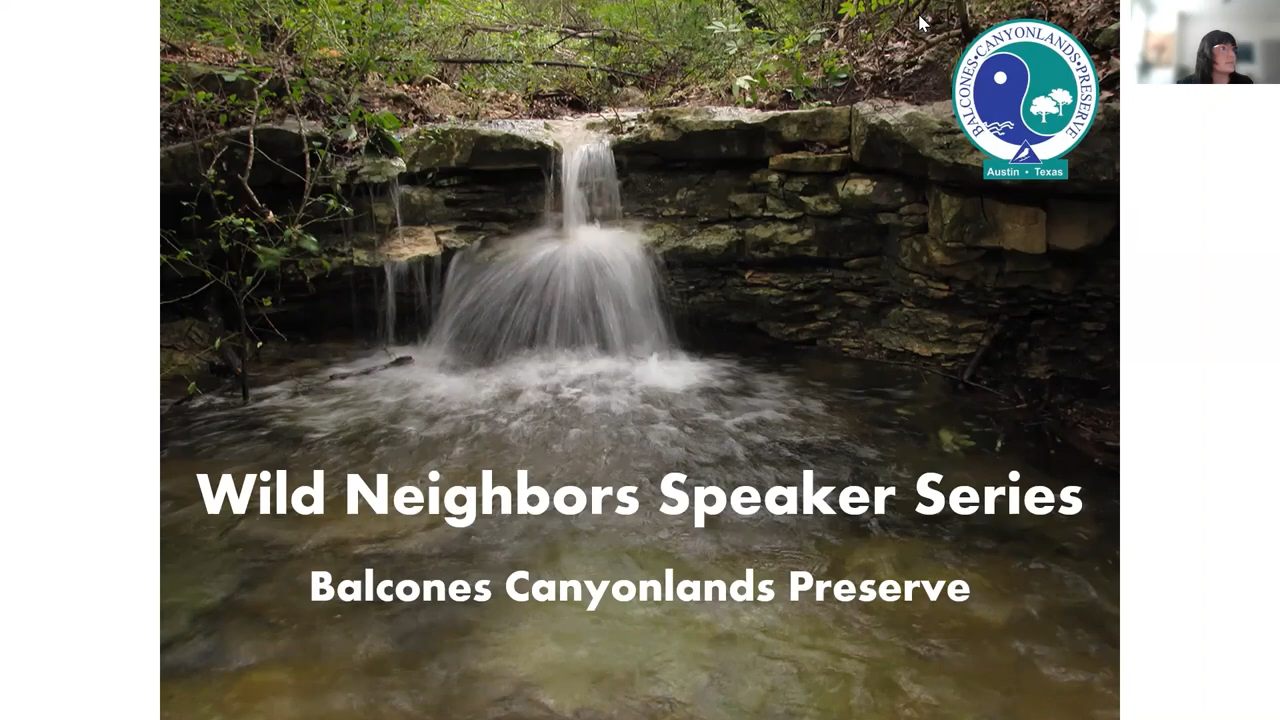 BALCONES•CANYONLANDS•PRESERVE
Austin • Texas
Wild Neighbors Speaker Series
Balcones Canyonlands Preserve